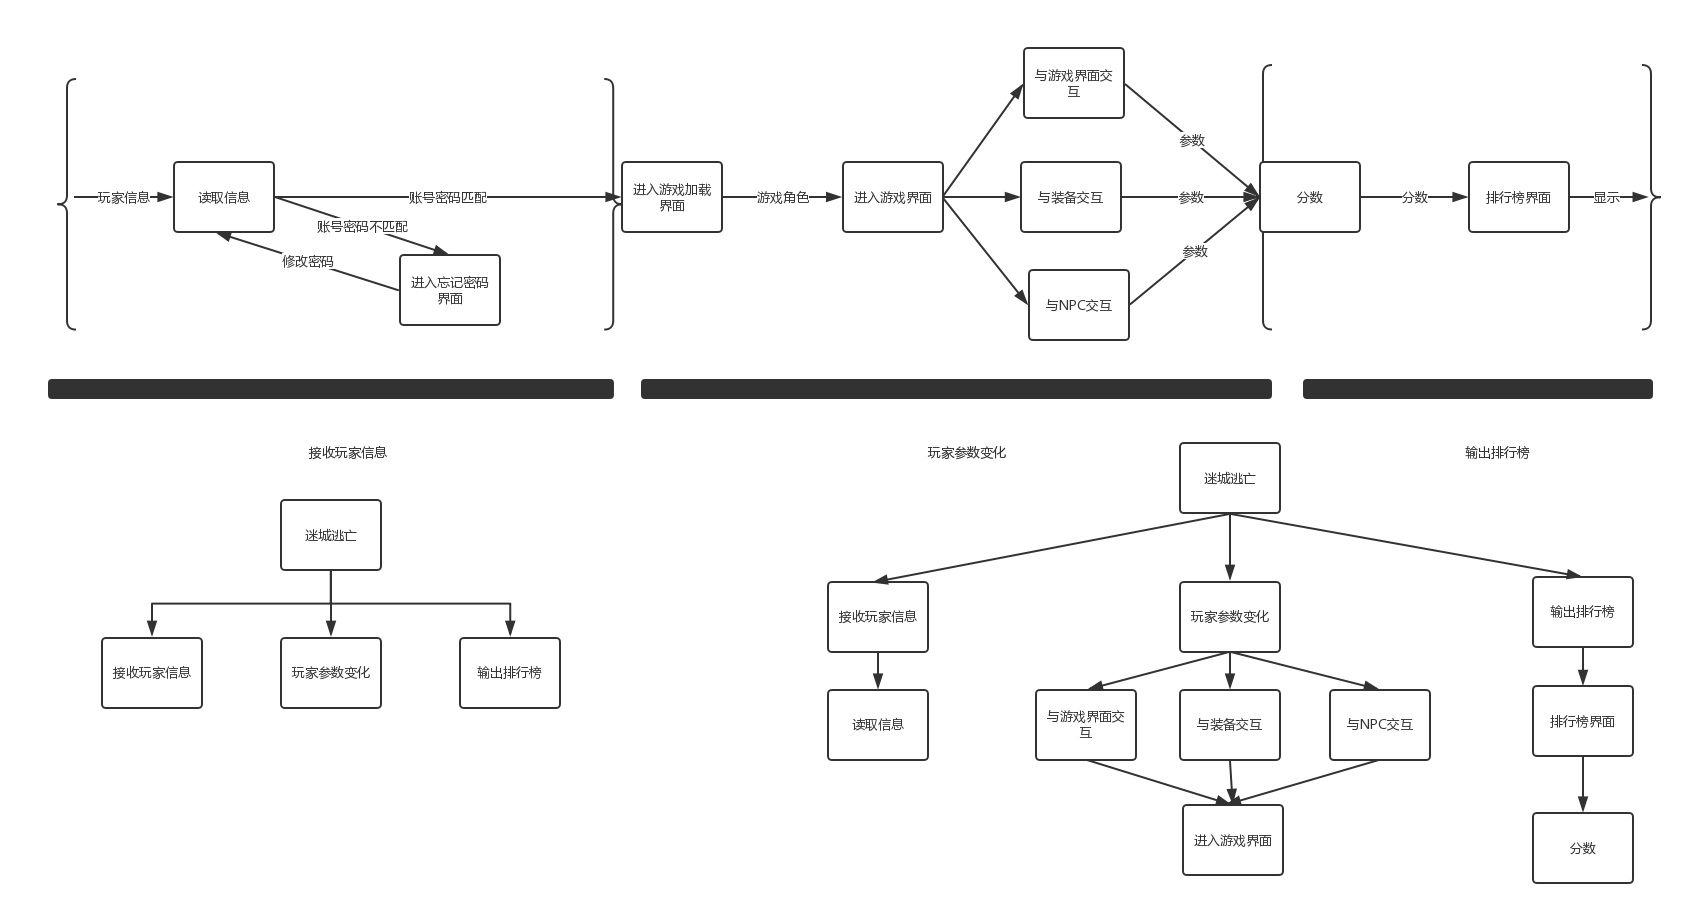 与游戏界面交
互
参数
玩家信息
读取信息
账号密码匹配
进入游戏加载
界面
游戏角色
进入游戏界面
与装备交互
参数
分数
分数
排行榜界面
显示
账号密码不匹配
修改密码
进入忘记密码
界面
参数
与NPC交互
接收玩家信息
玩家参数变化
输出排行榜
迷城逃亡
接收玩家信息
玩家参数变化
输出排行榜
迷城逃亡
接收玩家信息
玩家参数变化
输出排行榜
读取信息
与游戏界面交
互
与装备交互
与NPC交互
排行榜界面
进入游戏界面
分数